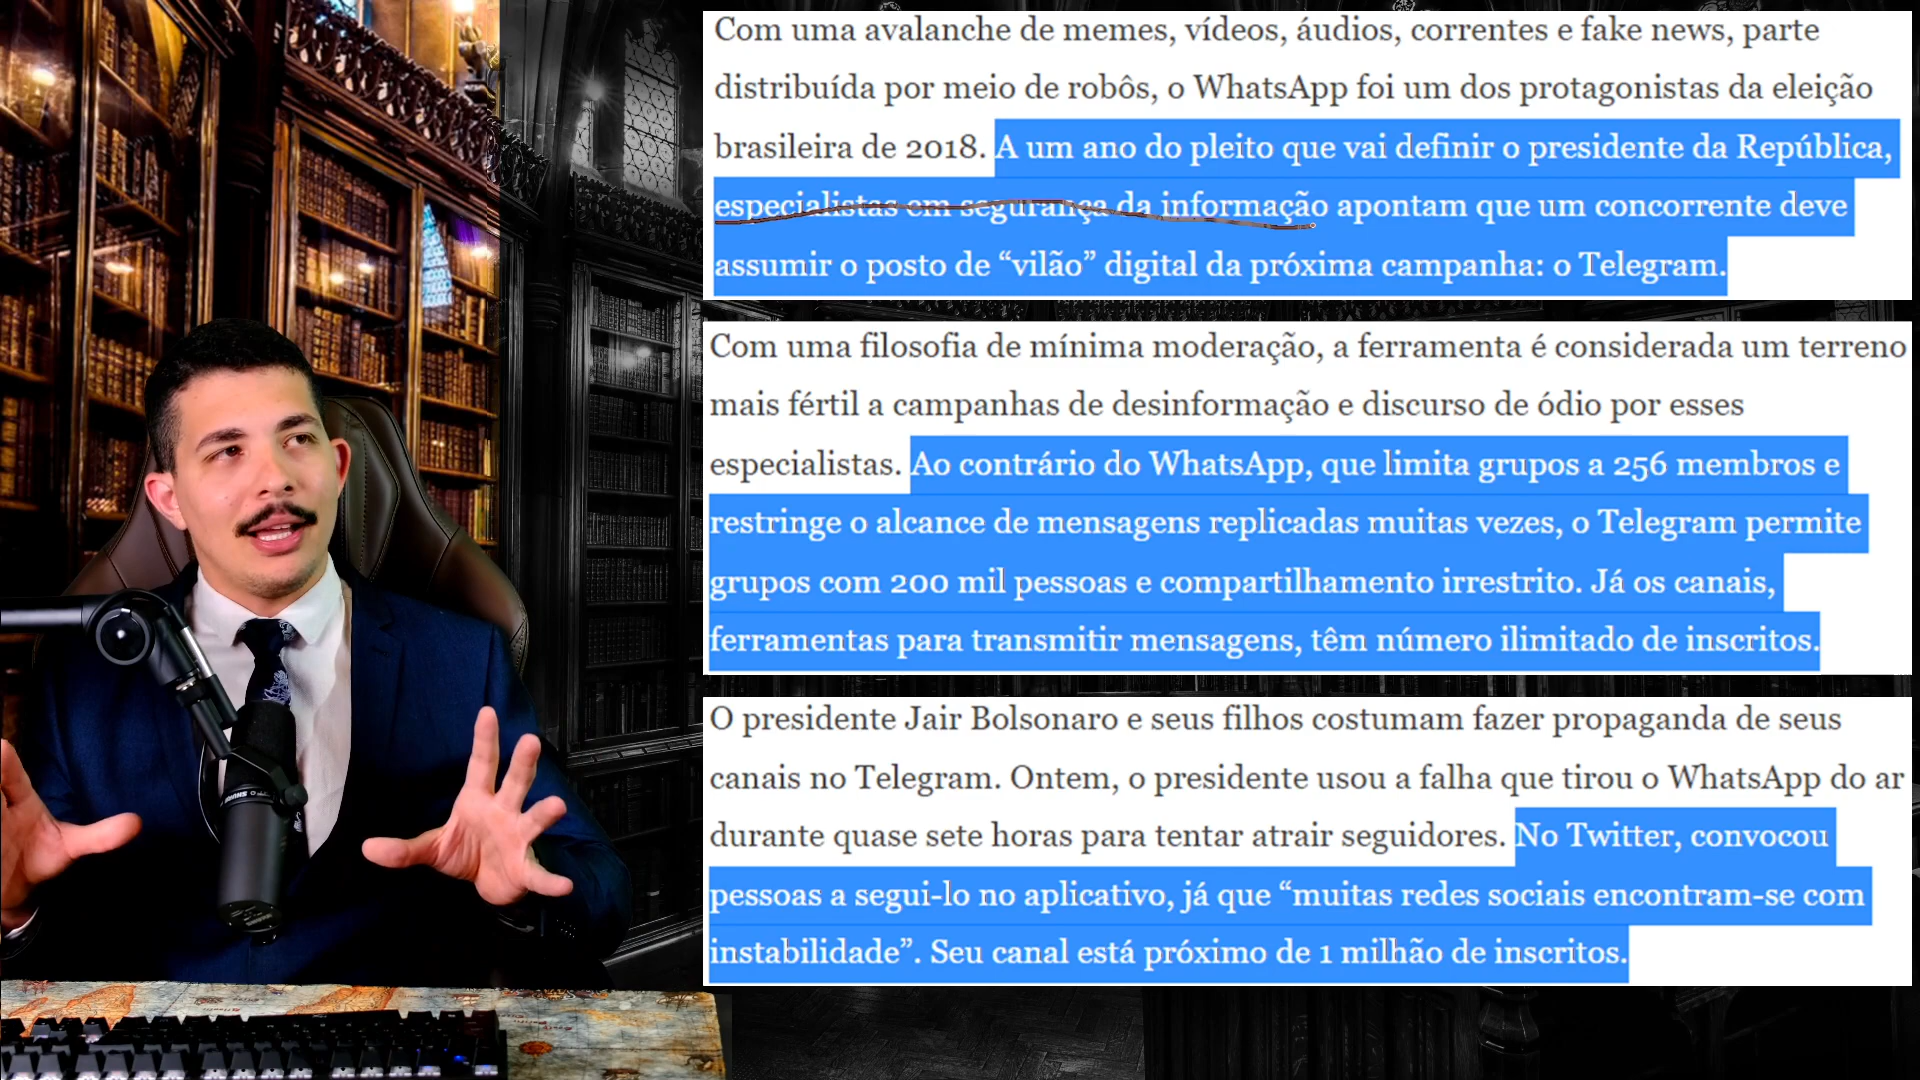 Com uma avalanche de memes, vídeos, áudios, correntes e fake news, parte
distribuída por meio de robôs, o WhatsApp foi um dos protagonistas da eleição
brasileira de 2018. A um ano do pleito que vai definir o presidente da República,
especialistas em segurança da informação apontam que um concorrente deve
assumir o posto de “vilão” digital da próxima campanha: o Telegram.
Com uma filosofia de mínima moderação, a ferramenta é considerada um terreno
mais fértil a campanhas de desinformação e discurso de ódio por esses
especialistas. Ao contrário do WhatsApp, que limita grupos a 256 membros e
restringe o alcance de mensagens replicadas muitas vezes, o Telegram permite
grupos com 200 mil pessoas e compartilhamento irrestrito. Já os canais,
ferramentas para transmitir mensagens, têm número ilimitado de inscritos.
O presidente Jair Bolsonaro e seus filhos costumam fazer propaganda de seus
canais no Telegram. Ontem, o presidente usou a falha que tirou o WhatsApp do ar
durante quase sete horas para tentar atrair seguidores. No Twitter, convocou
pessoas a segui-lo no aplicativo, já que “muitas redes sociais encontram-se com
instabilidade”. Seu canal está próximo de 1 milhão de inscritos.
SHURE